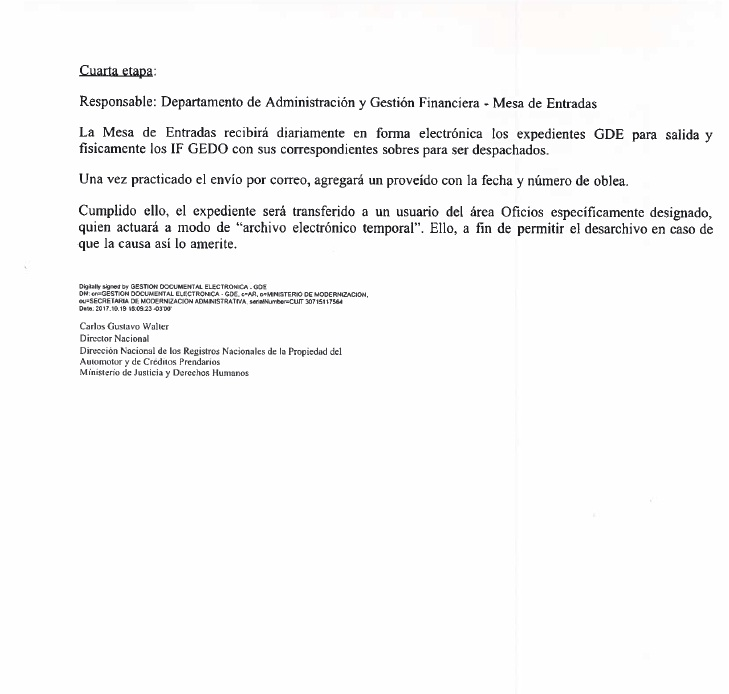 Cuarta etapa:
Responsable: Departamento de Administración y Gestión Financiera - Mesa de Entradas
La Mesa de Entradas recibirá diariamente en forma electrónica los expedientes GDE para salida y
físicamente los IF GEDO con sus correspondientes sobres para ser despachados.
Una vez practicado el envío por correo, agregará un proveído con la fecha y número de oblea.
Cumplido ello, el expediente será transferido a un usuario del área Oficios específicamente designado,
quien actuará a modo de “archivo electrónico temporal”. Ello, a fin de permitir el desarchivo en caso de
que la causa así lo amerite.
Digitally signed by GESTION DOCUMENTAL ELECTRONICA - GDE
DN: cn=GESTION DOCUMENTAL ELECTRONICA - GDE, c=AR, o=MINISTERIO DE MODERNIZACION,
ou=SECRETARIA DE MODERNIZACION ADMINISTRATIVA, serialNumber=CUIT 30715117564
Date: 2017.10.19 16:09:23 -03'00'
Carlos Gustavo Walter
Director Nacional
Dirección Nacional de los Registros Nacionales de la Propiedad del
Automotor y de Créditos Prendarios
Ministerio de Justicia y Derechos Humanos